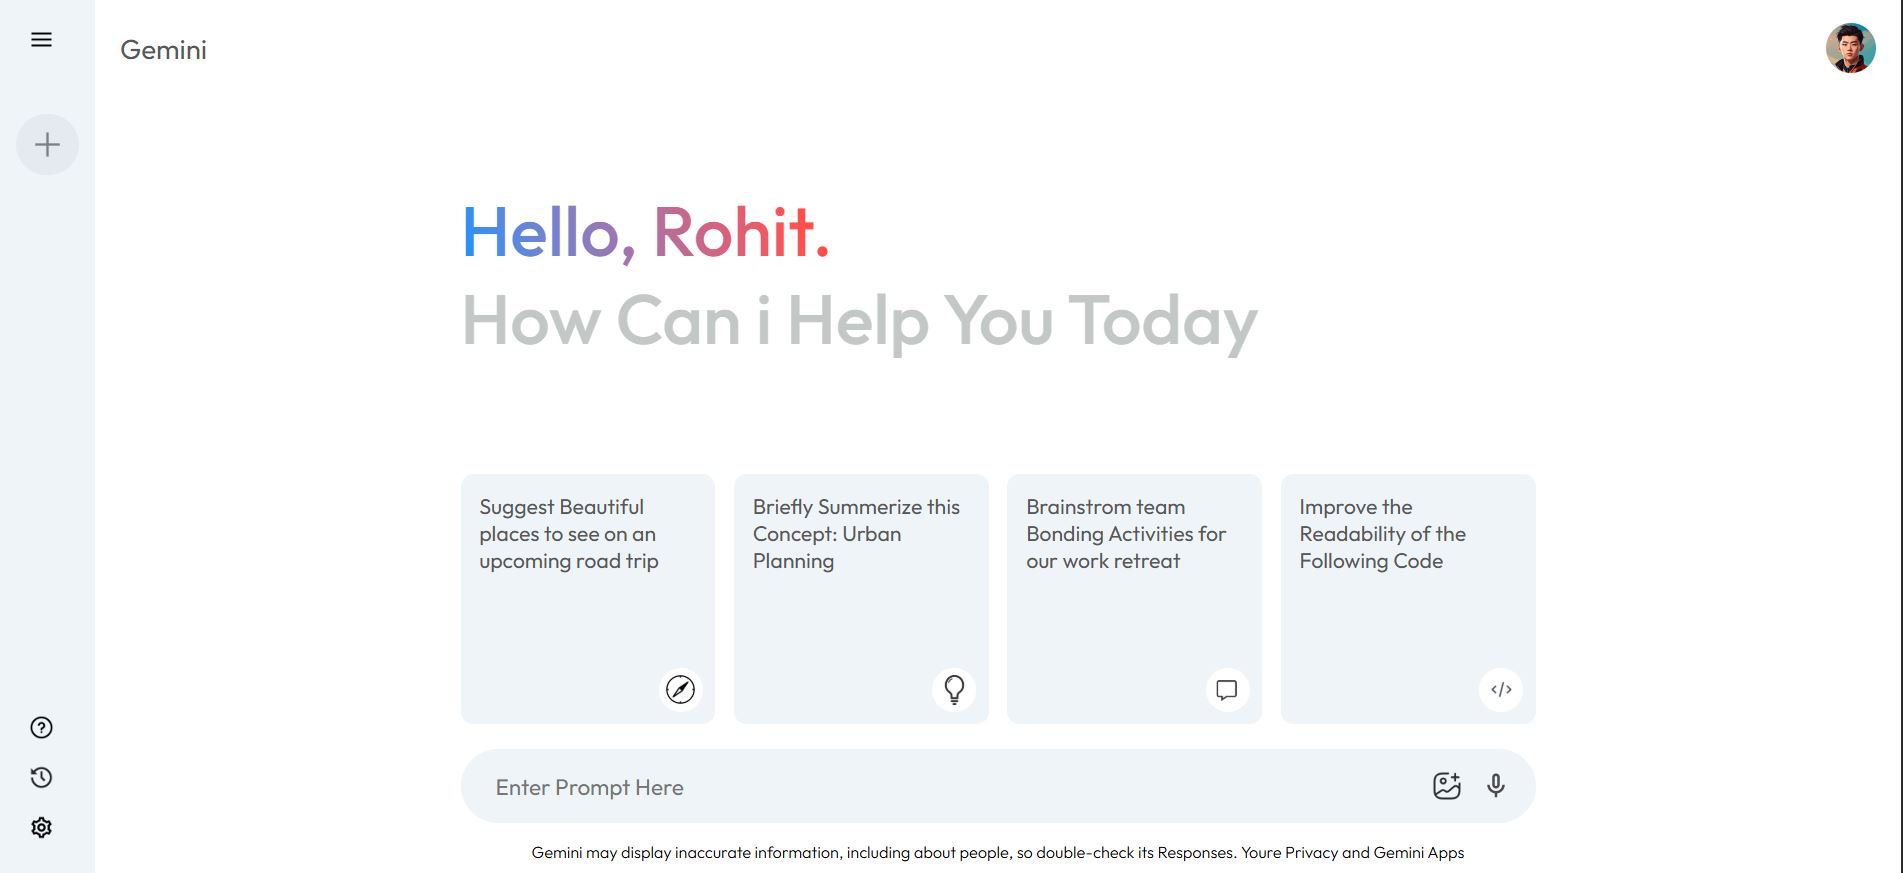 Gemini
Hello, Rohit.
How Can i Help You Today
Suggest Beautiful
places to see on an
upcoming road trip
Briefly Summerize this
Concept: Urban
Planning
Brainstrom team
Bonding Activities for
our work retreat
Improve the
Readability of the
Following Code
Enter Prompt Here
Gemini may display inaccurate information, including about people, so double-check its Responses. Youre Privacy and Gemini Apps